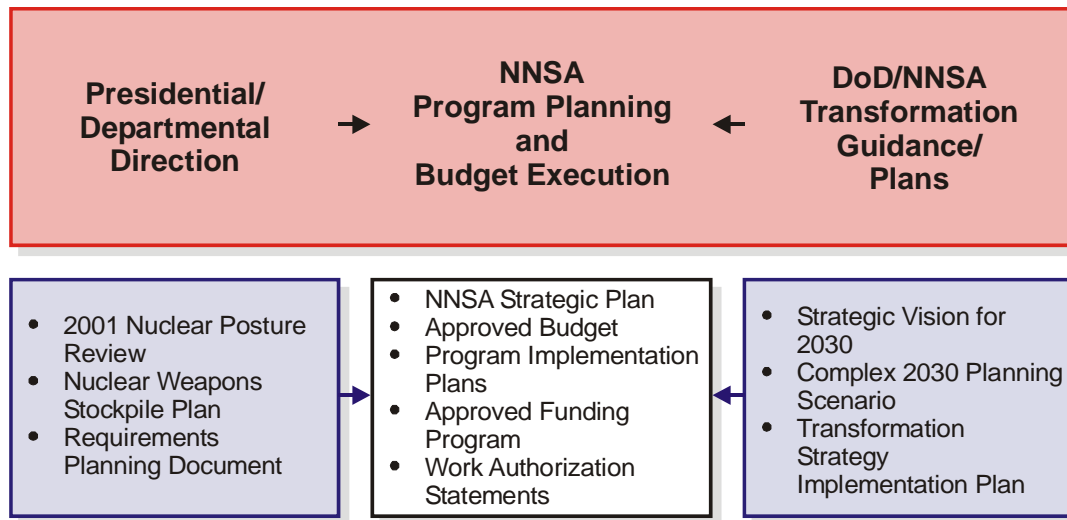 Presidential/
Departmental
Direction
NNSA
Program Planning
and
Budget Execution
DoD/NNSA
Transformation
Guidance/
Plans
• 2001 Nuclear Posture
Review
• Nuclear Weapons
Stockpile Plan
• Requirements
Planning Document
• NNSA Strategic Plan
• Approved Budget
• Program Implementation
Plans
• Approved Funding
Program
• Work Authorization
Statements
• Strategic Vision for
2030
• Complex 2030 Planning
Scenario
• Transformation
Strategy
Implementation Plan